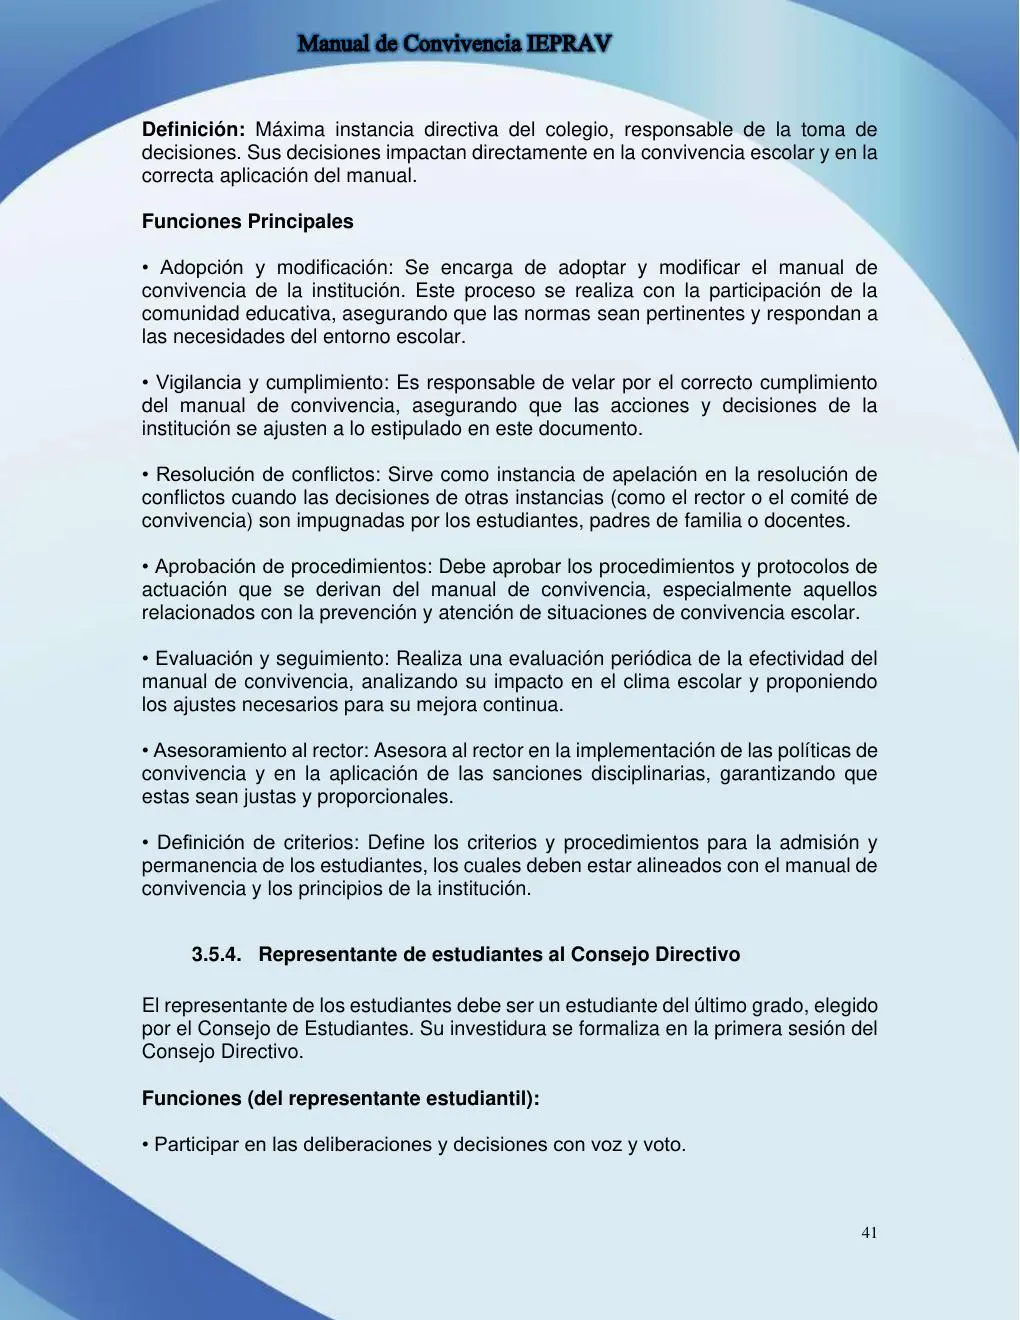 Manual de Convivencia IEPRAV
Definición: Máxima instancia directiva del colegio, responsable de la toma de
decisiones. Sus decisiones impactan directamente en la convivencia escolar y en la
correcta aplicación del manual.
Funciones Principales
• Adopción y modificación: Se encarga de adoptar y modificar el manual de
convivencia de la institución. Este proceso se realiza con la participación de la
comunidad educativa, asegurando que las normas sean pertinentes y respondan a
las necesidades del entorno escolar.
• Vigilancia y cumplimiento: Es responsable de velar por el correcto cumplimiento
del manual de convivencia, asegurando que las acciones y decisiones de la
institución se ajusten a lo estipulado en este documento.
• Resolución de conflictos: Sirve como instancia de apelación en la resolución de
conflictos cuando las decisiones de otras instancias (como el rector o el comité de
convivencia) son impugnadas por los estudiantes, padres de familia o docentes.
• Aprobación de procedimientos: Debe aprobar los procedimientos y protocolos de
actuación que se derivan del manual de convivencia, especialmente aquellos
relacionados con la prevención y atención de situaciones de convivencia escolar.
• Evaluación y seguimiento: Realiza una evaluación periódica de la efectividad del
manual de convivencia, analizando su impacto en el clima escolar y proponiendo
los ajustes necesarios para su mejora continua.
• Asesoramiento al rector: Asesora al rector en la implementación de las políticas de
convivencia y en la aplicación de las sanciones disciplinarias, garantizando que
estas sean justas y proporcionales.
• Definición de criterios: Define los criterios y procedimientos para la admisión y
permanencia de los estudiantes, los cuales deben estar alineados con el manual de
convivencia y los principios de la institución.
3.5.4. Representante de estudiantes al Consejo Directivo
El representante de los estudiantes debe ser un estudiante del último grado, elegido
por el Consejo de Estudiantes. Su investidura se formaliza en la primera sesión del
Consejo Directivo.
Funciones (del representante estudiantil):
• Participar en las deliberaciones y decisiones con voz y voto.
41